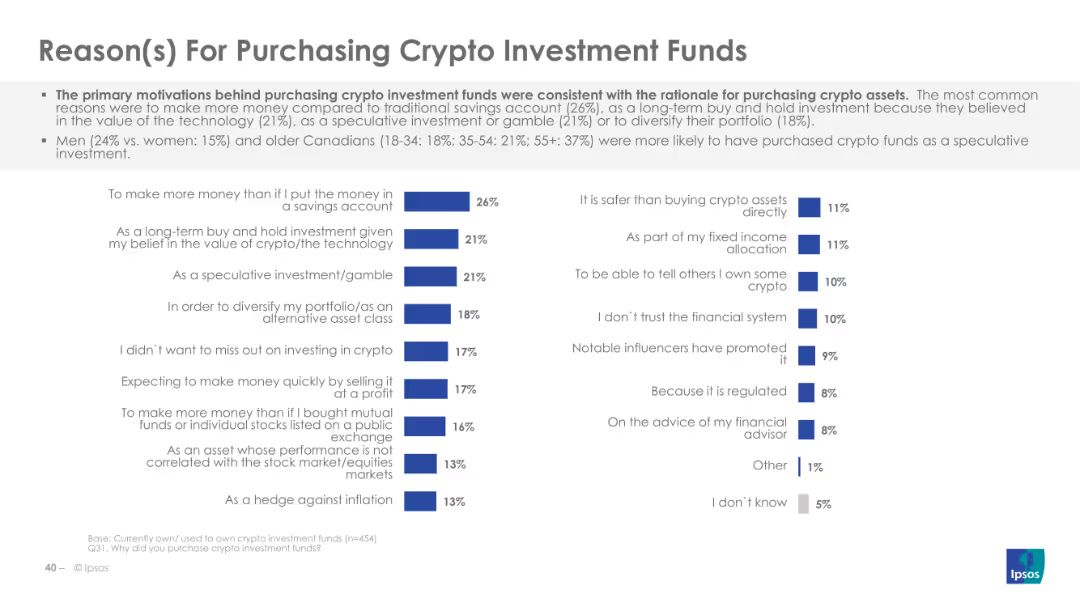 Reason(s) For Purchasing Crypto Investment Funds
▪ The primary motivations behind purchasing crypto investment funds were consistent with the rationale for purchasing crypto assets. The most common
reasons were to make more money compared to traditional savings account (26%), as a long-term buy and hold investment because they believed
in the value of the technology (21%), as a speculative investment or gamble (21%) or to diversify their portfolio (18%).
▪ Men (24% vs. women: 15%) and older Canadians (18-34: 18%; 35-54: 21%; 55+: 37%) were more likely to have purchased crypto funds as a speculative
investment.
To make more money than if I put the money in
a savings account
26%
As a long-term buy and hold investment given
my belief in the value of crypto/the technology
21%
As a speculative investment/gamble
21%
In order to diversify my portfolio/as an
alternative asset class
18%
I didn`t want to miss out on investing in crypto
17%
Expecting to make money quickly by selling it
at a profit
17%
To make more money than if I bought mutual
funds or individual stocks listed on a public
exchange
16%
As an asset whose performance is not
correlated with the stock market/equities
markets
13%
As a hedge against inflation
13%
It is safer than buying crypto assets
directly
11%
As part of my fixed income
allocation
11%
To be able to tell others I own some
crypto
10%
I don`t trust the financial system
10%
Notable influencers have promoted
it
9%
Because it is regulated
8%
On the advice of my financial
advisor
8%
Other
1%
I don`t know
5%
Base: Currently own/ used to own crypto investment funds (n=454)
Q31. Why did you purchase crypto investment funds?
40 – © Ipsos
Ipsos